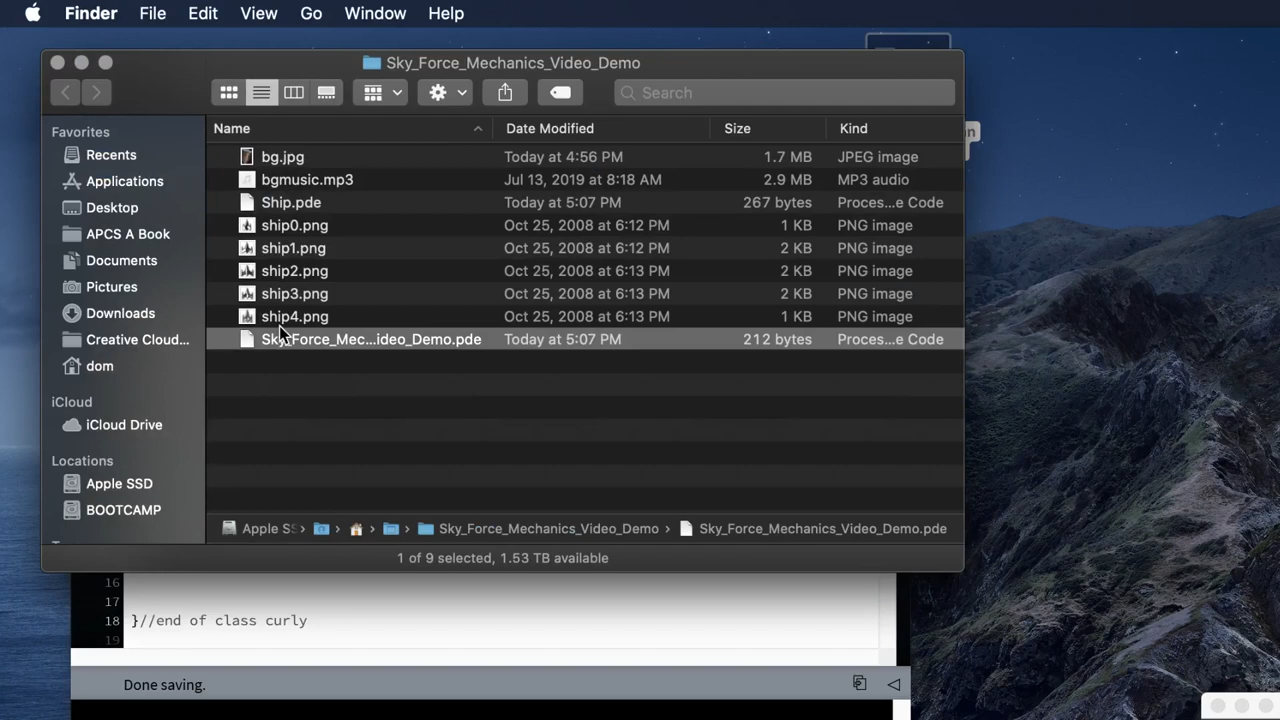 Finder File Edit View Go Window Help
Sky_Force_Mechanics_Video_Demo
Search
Favorites
Recents
Applications
Desktop
APCS A Book
Documents
Pictures
Downloads
Creative Cloud...
dom
iCloud
iCloud Drive
Locations
Apple SSD
BOOTCAMP
Name Date Modified Size Kind
bg.jpg Today at 4:56 PM 1.7 MB JPEG image
bgmusic.mp3 Jul 13, 2019 at 8:18 AM 2.9 MB MP3 audio
Ship.pde Today at 5:07 PM 267 bytes Proces...e Code
ship0.png Oct 25, 2008 at 6:12 PM 1 KB PNG image
ship1.png Oct 25, 2008 at 6:12 PM 2 KB PNG image
ship2.png Oct 25, 2008 at 6:13 PM 2 KB PNG image
ship3.png Oct 25, 2008 at 6:13 PM 2 KB PNG image
ship4.png Oct 25, 2008 at 6:13 PM 1 KB PNG image
Sky_Force_Mec...ideo_Demo.pde Today at 5:07 PM 212 bytes Proces...e Code
Apple S › › › › Sky_Force_Mechanics_Video_Demo › Sky_Force_Mechanics_Video_Demo.pde
1 of 9 selected, 1.53 TB available
16
17
18 }//end of class curly
19
Done saving.